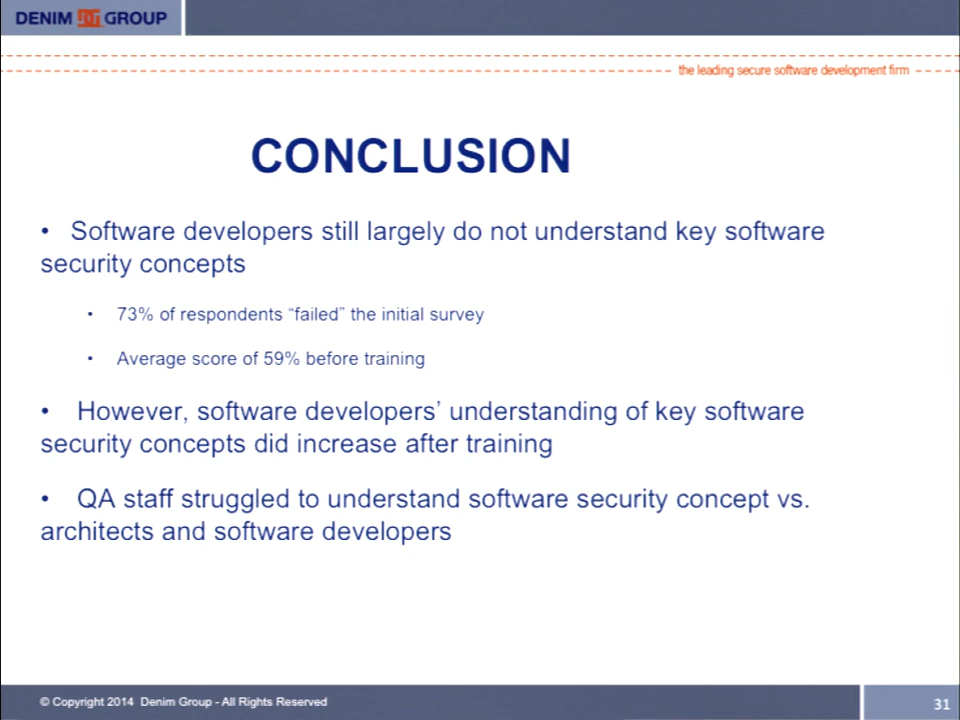 DENIM GROUP
the leading secure software development firm
CONCLUSION
• Software developers still largely do not understand key software
security concepts
• 73% of respondents “failed” the initial survey
• Average score of 59% before training
• However, software developers’ understanding of key software
security concepts did increase after training
• QA staff struggled to understand software security concept vs.
architects and software developers
© Copyright 2014 Denim Group - All Rights Reserved
31